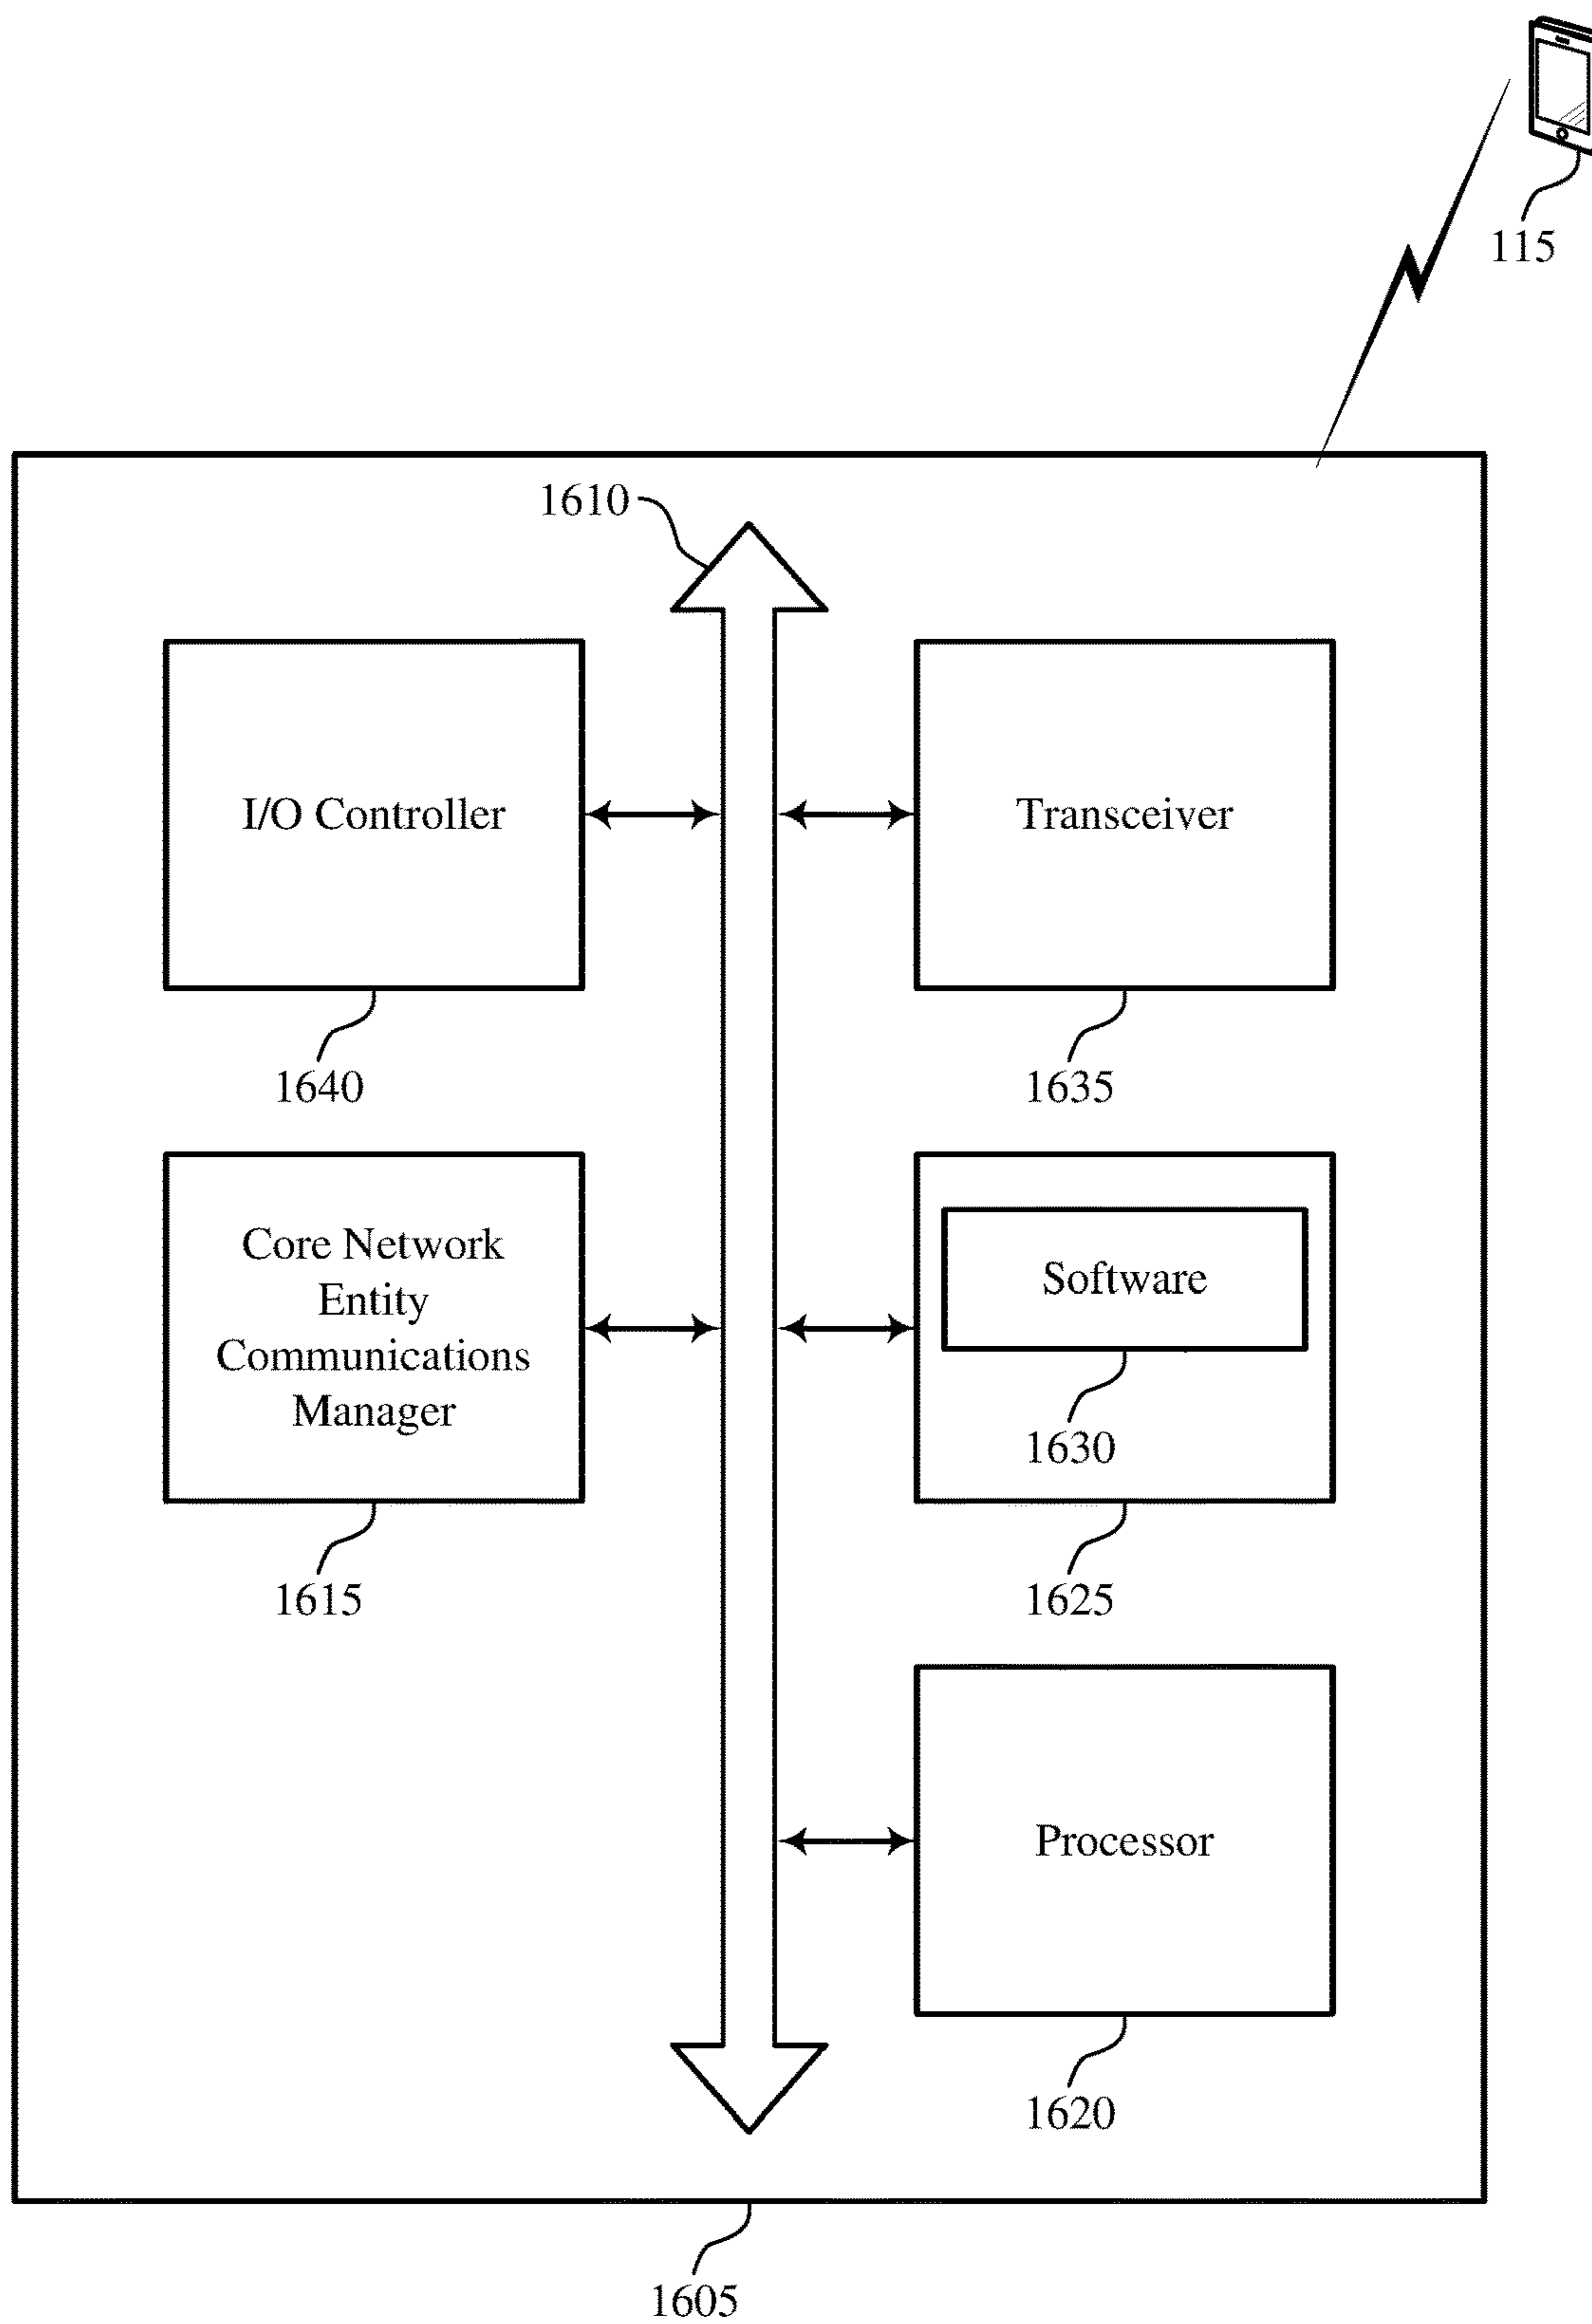 115
1610
I/O Controller
Transceiver
1640
1635
Core Network
Entity
Communications
Manager
Software
1630
1615
1625
Processor
1620
1605